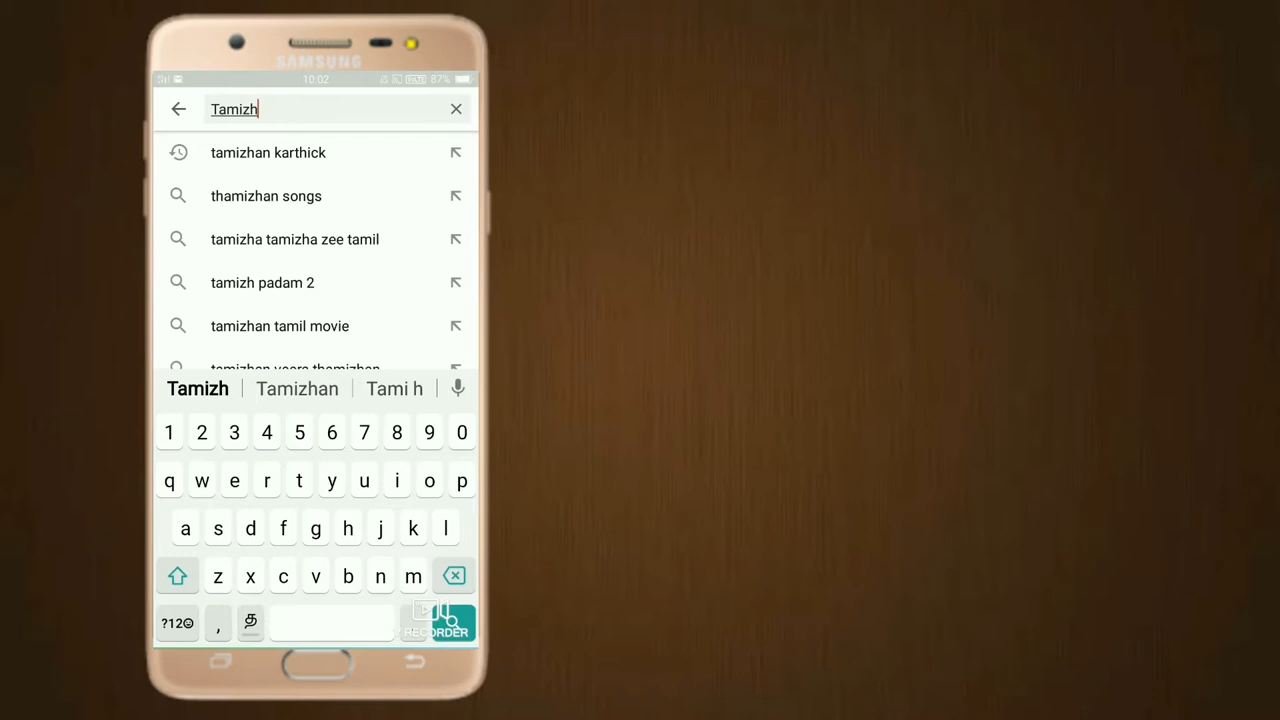 SAMSUNG
10:02
87%
Tamizh
tamizhan karthick
thamizhan songs
tamizha tamizha zee tamil
tamizh padam 2
tamizhan tamil movie
tamizhan veera thamizhan
Tamizh Tamizhan Tami h
1 2 3 4 5 6 7 8 9 0
q w e r t y u i o p
a s d f g h j k l
z x c v b n m
?12☺ , த
RECORDER